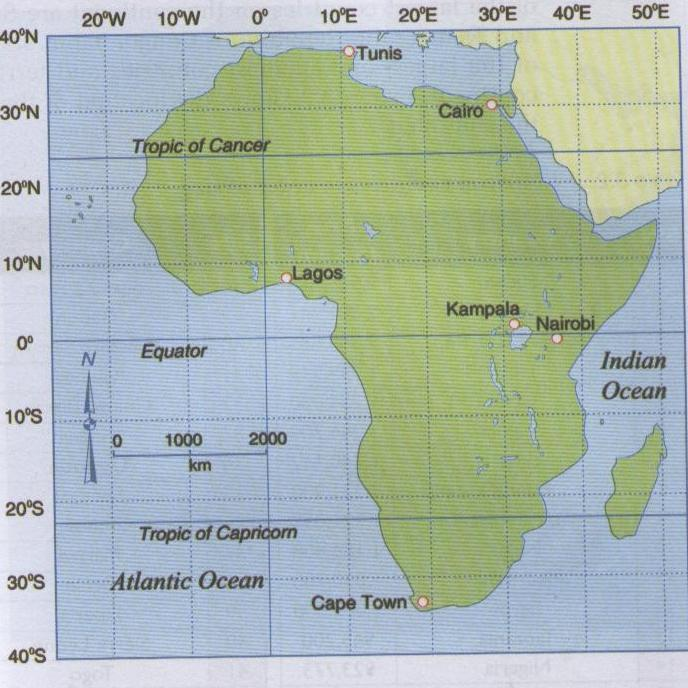 20°W 10°W 0° 10°E 20°E 30°E 40°E 50°E
40°N
Tunis
30°N
Cairo
Tropic of Cancer
20°N
10°N
Lagos
Kampala
Nairobi
0°
Equator
N
Indian
Ocean
10°S
0 1000 2000
km
20°S
Tropic of Capricorn
30°S
Atlantic Ocean
Cape Town
40°S